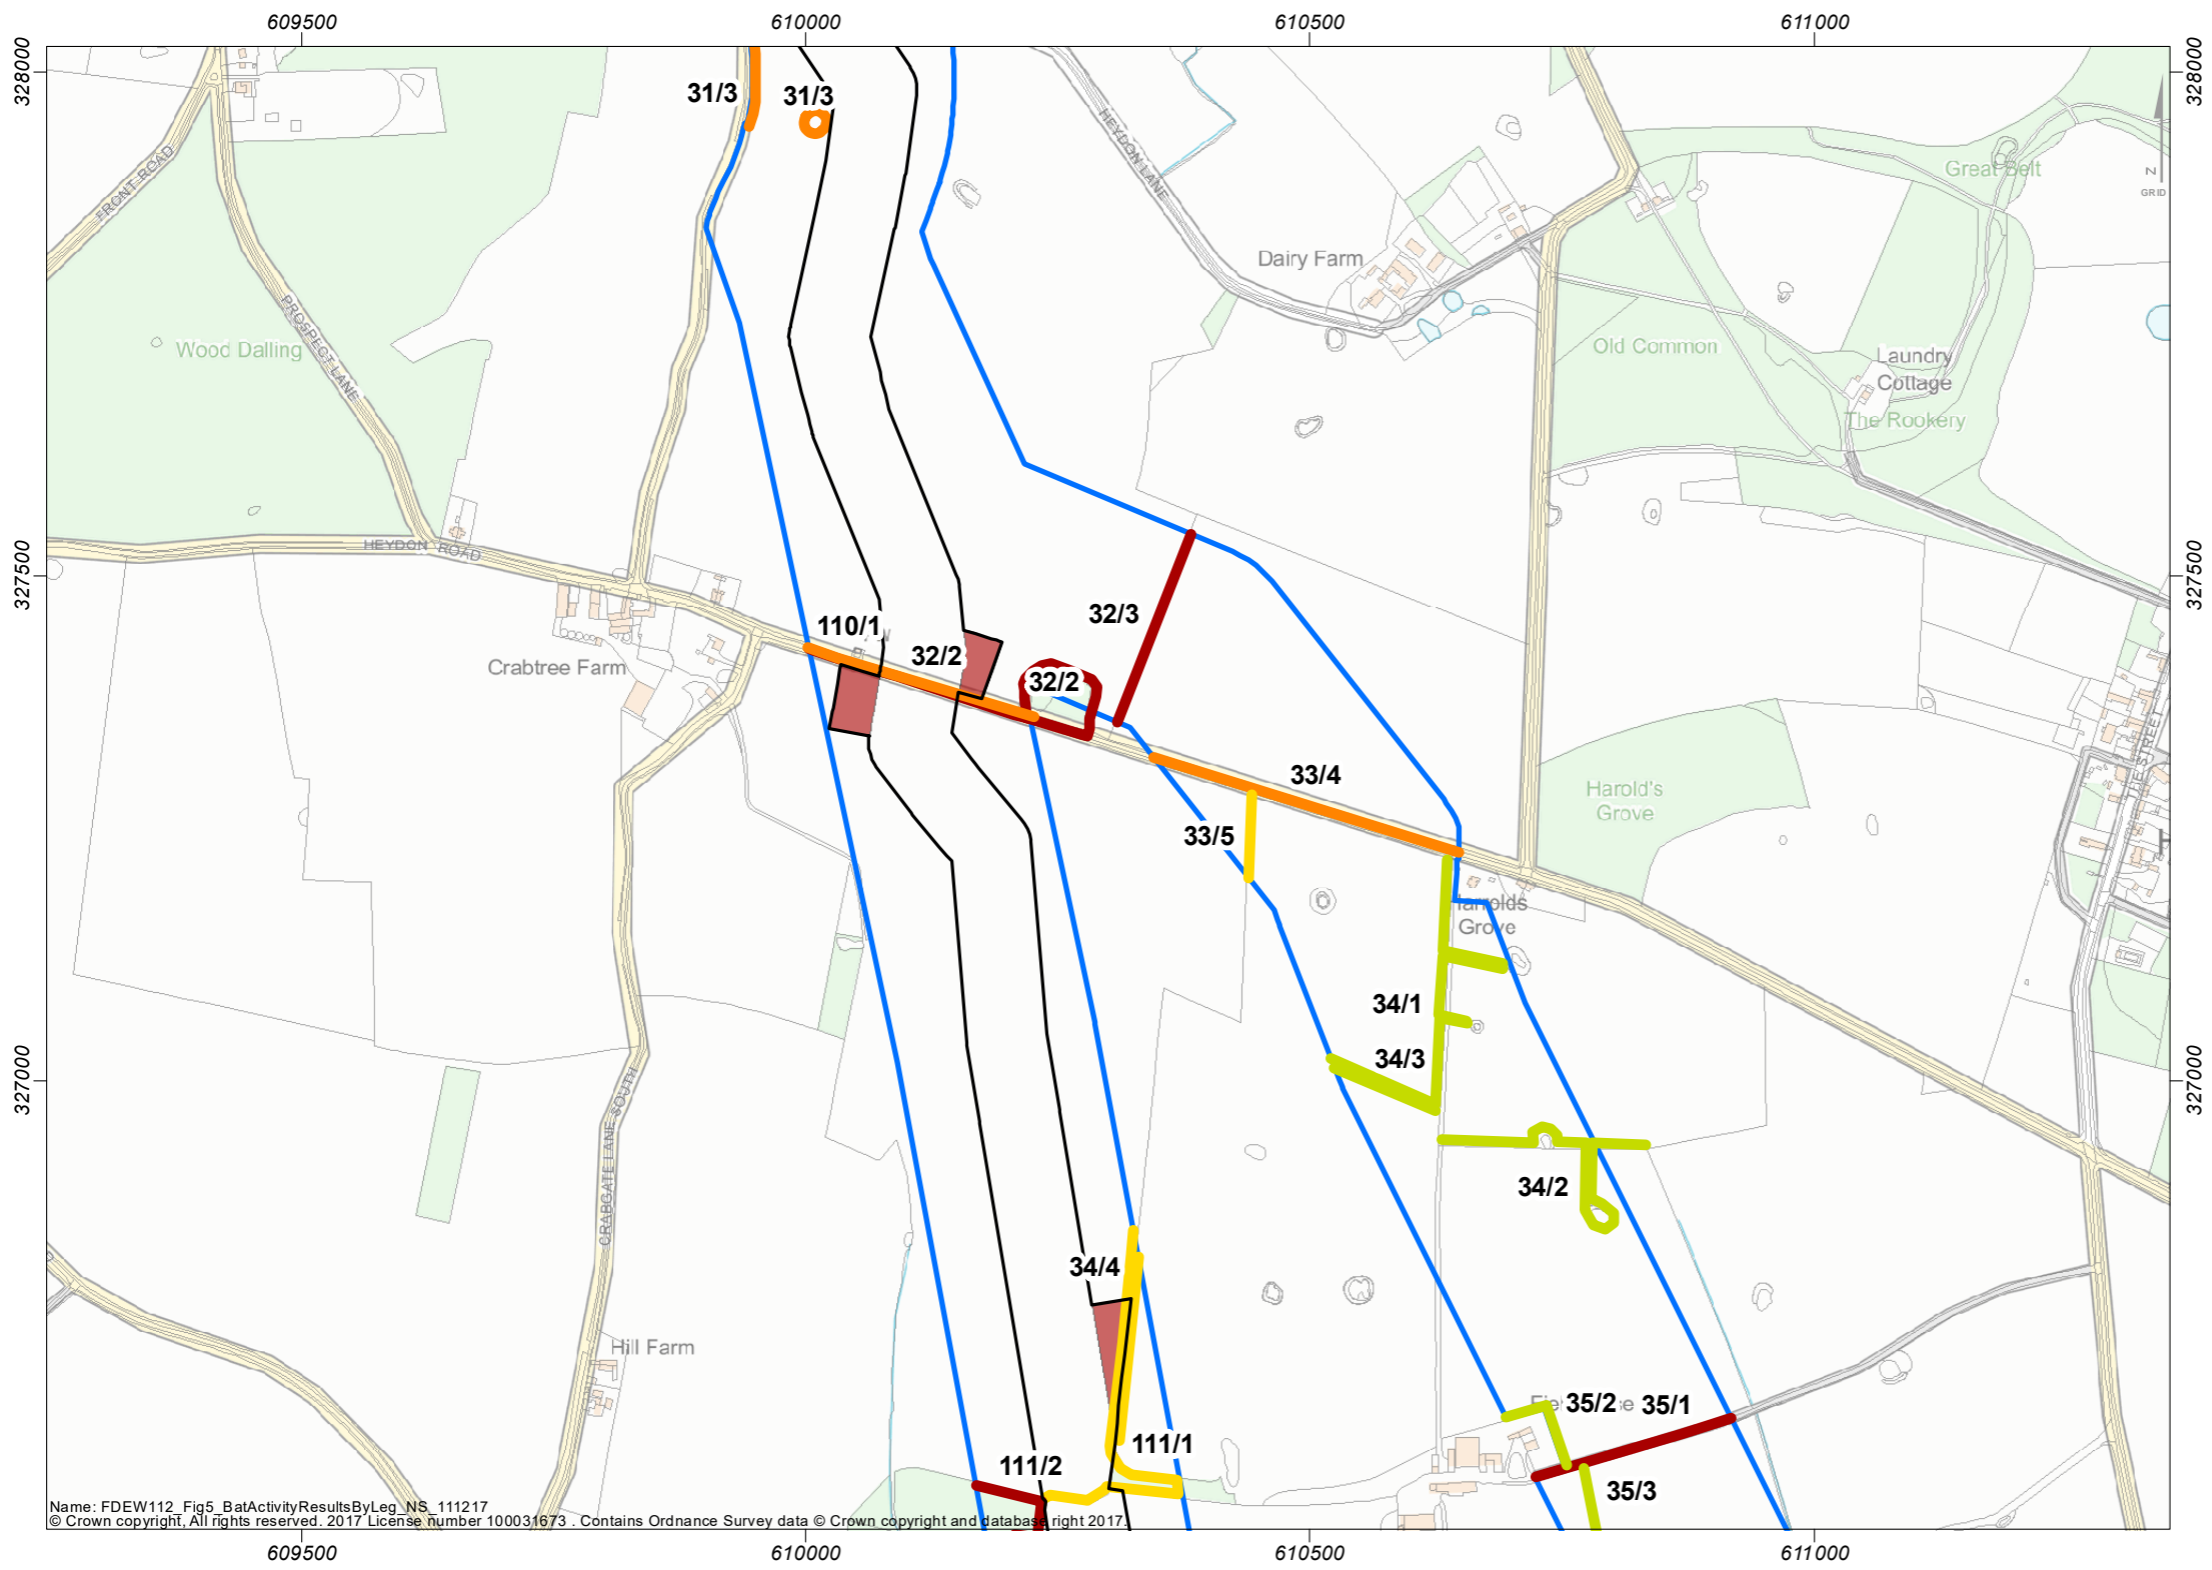 609500
610000
610500
611000
328000
328000
31/3
31/3
HEYDON LANE
FRONT ROAD
Great Belt
N
GRID
Dairy Farm
PROSPECT LANE
Wood Dalling
Old Common
Laundry
Cottage
The Rookery
HEYDON ROAD
327500
327500
32/3
110/1
32/2
32/2
Crabtree Farm
33/4
Harold's
Grove
33/5
Grove
34/1
34/3
327000
327000
CRABGATE LANE SOUTH
34/2
34/4
Hill Farm
35/2
35/1
111/1
111/2
35/3
Name: FDEW112_Fig5_BatActivityResultsByLeg_NS_111217
© Crown copyright, All rights reserved. 2017 License number 100031673 . Contains Ordnance Survey data © Crown copyright and database right 2017.
609500
610000
610500
611000